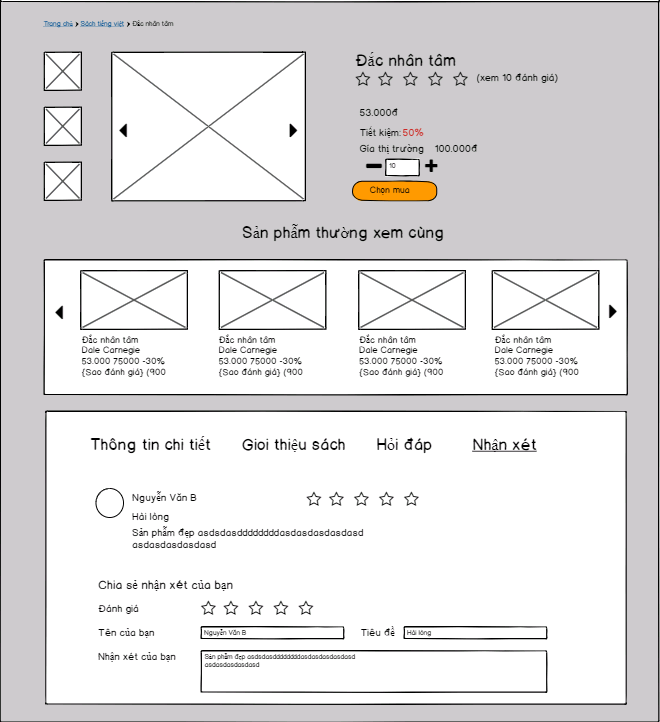 Trang chủ > Sách tiếng việt > Đắc nhân tâm
Đắc nhân tâm
(xem 10 đánh giá)
53.000đ
Tiết kiệm: 50%
Gía thị trường 100.000đ
10
Chọn mua
Sản phẩm thường xem cùng
Đắc nhân tâm
Dale Carnegie
53.000 75000 -30%
{Sao đánh giá} (900
Đắc nhân tâm
Dale Carnegie
53.000 75000 -30%
{Sao đánh giá} (900
Đắc nhân tâm
Dale Carnegie
53.000 75000 -30%
{Sao đánh giá} (900
Đắc nhân tâm
Dale Carnegie
53.000 75000 -30%
{Sao đánh giá} (900
Thông tin chi tiết Gioi thiệu sách Hỏi đáp Nhận xét
Nguyễn Văn B
Hài lòng
Sản phẩm đẹp asdsdasddddddddasdasdasdasdasd
asdasdasdasdasd
Chia sẻ nhận xét của bạn
Đánh giá
Tên của bạn Nguyễn Văn B Tiêu đề Hài lòng
Nhận xét của bạn Sản phẩm đẹp asdsdasddddddddasdasdasdasdasd
asdasdasdasdasd